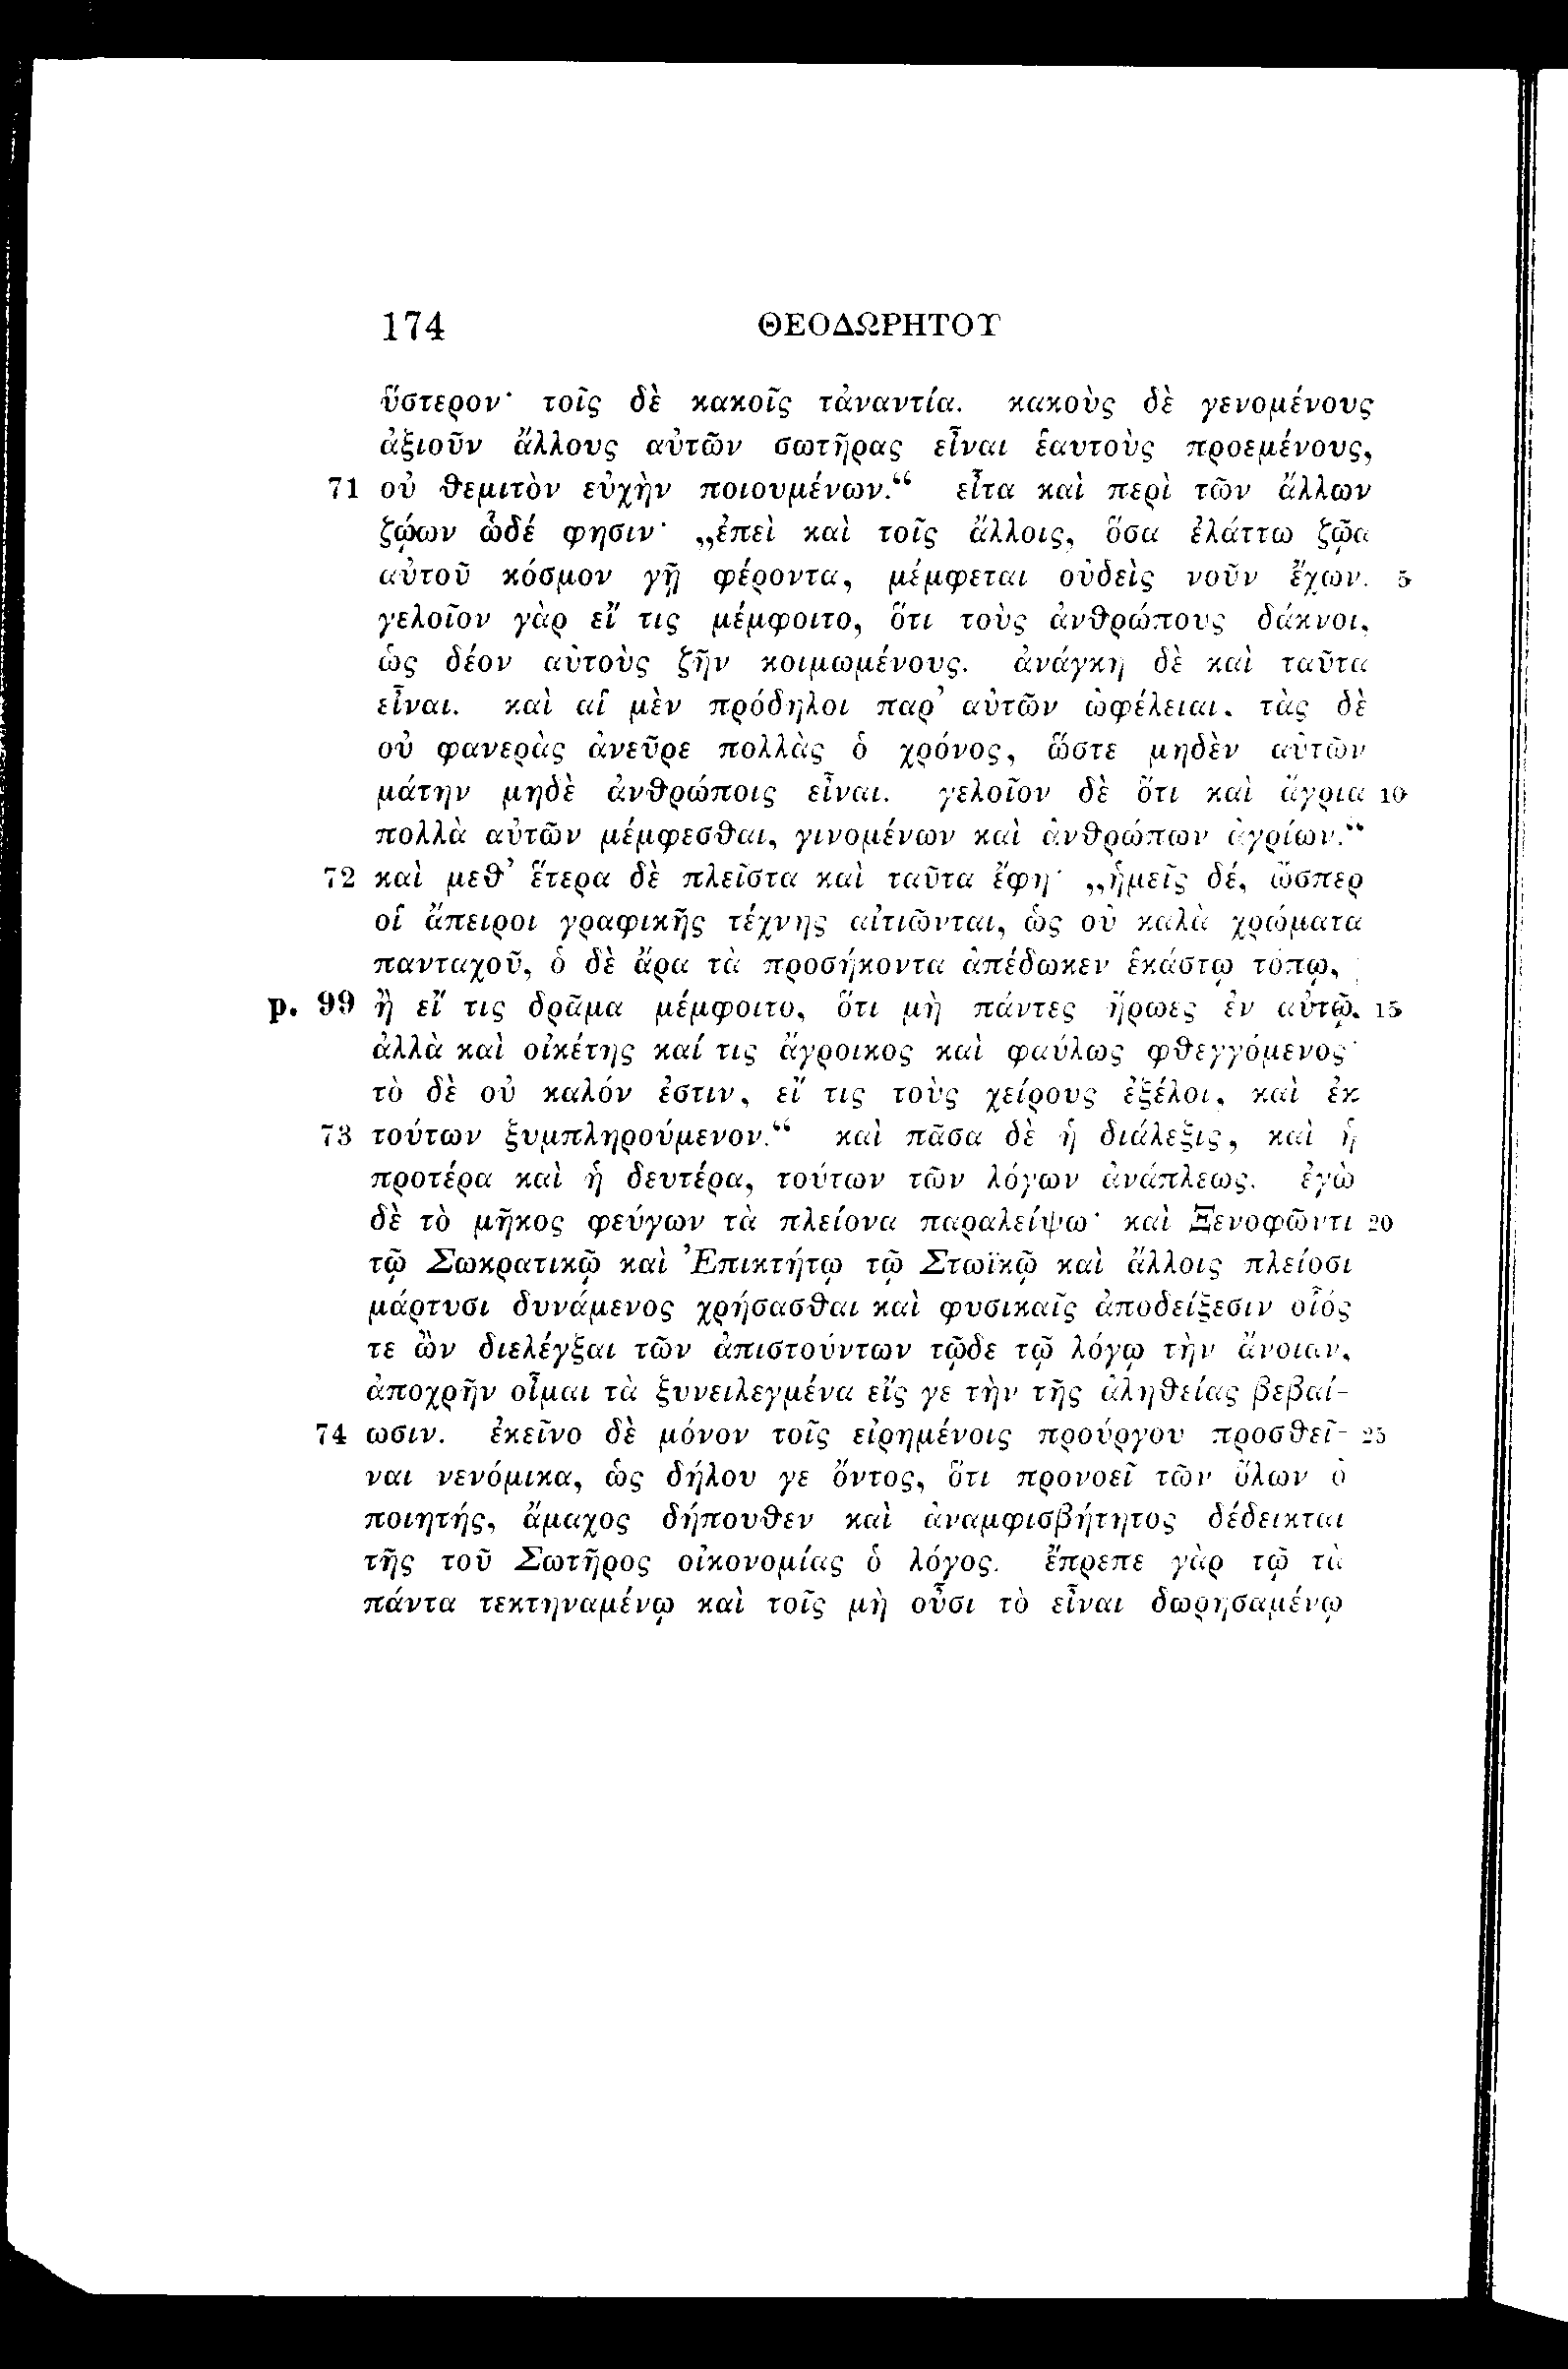 174 ΘΕΟΔΩΡΗΤΟΥ
ὕστερον· τοῖς δὲ κακοῖς τἀναντία. κακοὺς δὲ γενομένους
ἀξιοῦν ἄλλους αὐτῶν σωτῆρας εἶναι ἑαυτοὺς προεμένους,
71 οὐ θεμιτὸν εὐχὴν ποιουμένων.“ εἶτα καὶ περὶ τῶν ἄλλων
ζῴων ὧδέ φησιν· „ἐπεὶ καὶ τοῖς ἄλλοις, ὅσα ἐλάττω ζῷα
αὐτοῦ κόσμον γῇ φέροντα, μέμφεται οὐδεὶς νοῦν ἔχων. 5
γελοῖον γὰρ εἴ τις μέμφοιτο, ὅτι τοὺς ἀνθρώπους δάκνοι,
ὡς δέον αὐτοὺς ζῆν κοιμωμένους. ἀνάγκη δὲ καὶ ταῦτα
εἶναι. καὶ αἱ μὲν πρόδηλοι παρ’ αὐτῶν ὠφέλειαι, τὰς δὲ
οὐ φανερὰς ἀνεῦρε πολλὰς ὁ χρόνος, ὥστε μηδὲν αὐτῶν
μάτην μηδὲ ἀνθρώποις εἶναι. γελοῖον δὲ ὅτι καὶ ἄγρια 10
πολλὰ αὐτῶν μέμφεσθαι, γινομένων καὶ ἀνθρώπων ἀγρίων.“
72 καὶ μεθ’ ἕτερα δὲ πλεῖστα καὶ ταῦτα ἔφη· „ἡμεῖς δέ, ὥσπερ
οἱ ἄπειροι γραφικῆς τέχνης αἰτιῶνται, ὡς οὐ καλὰ χρώματα
πανταχοῦ, ὁ δὲ ἄρα τὰ προσήκοντα ἀπέδωκεν ἑκάστῳ τόπῳ,
p. 99 ἢ εἴ τις δρᾶμα μέμφοιτο, ὅτι μὴ πάντες ἥρωες ἐν αὐτῷ, 15
ἀλλὰ καὶ οἰκέτης καί τις ἄγροικος καὶ φαύλως φθεγγόμενος·
τὸ δὲ οὐ καλόν ἐστιν, εἴ τις τοὺς χείρους ἐξέλοι, καὶ ἐκ
73 τούτων ξυμπληρούμενον.“ καὶ πᾶσα δὲ ἡ διάλεξις, καὶ ἡ
προτέρα καὶ ἡ δευτέρα, τούτων τῶν λόγων ἀνάπλεως. ἐγὼ
δὲ τὸ μῆκος φεύγων τὰ πλείονα παραλείψω· καὶ Ξενοφῶντι 20
τῷ Σωκρατικῷ καὶ Ἐπικτήτῳ τῷ Στωϊκῷ καὶ ἄλλοις πλείοσι
μάρτυσι δυνάμενος χρήσασθαι καὶ φυσικαῖς ἀποδείξεσιν οἷός
τε ὢν διελέγξαι τῶν ἀπιστούντων τῷδε τῷ λόγῳ τὴν ἄνοιαν,
ἀποχρῆν οἶμαι τὰ ξυνειλεγμένα εἴς γε τὴν τῆς ἀληθείας βεβαί-
74 ωσιν. ἐκεῖνο δὲ μόνον τοῖς εἰρημένοις προύργου προσθεῖ- 25
ναι νενόμικα, ὡς δήλου γε ὄντος, ὅτι προνοεῖ τῶν ὅλων ὁ
ποιητής, ἄμαχος δήπουθεν καὶ ἀναμφισβήτητος δέδεικται
τῆς τοῦ Σωτῆρος οἰκονομίας ὁ λόγος. ἔπρεπε γὰρ τῷ τὰ
πάντα τεκτηναμένῳ καὶ τοῖς μὴ οὖσι τὸ εἶναι δωρησαμένῳ